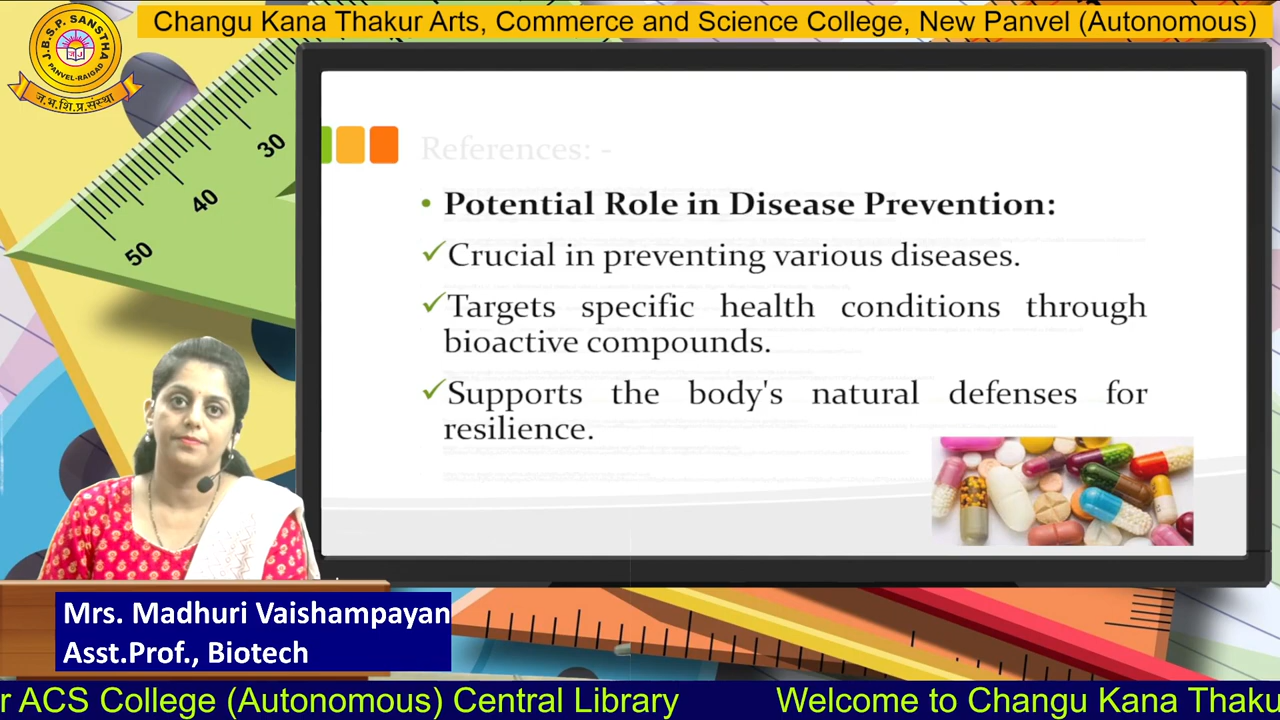 Changu Kana Thakur Arts, Commerce and Science College, New Panvel (Autonomous)
J.B.S.P. SANSTHA
PANVEL-RAIGAD
ज.भ.शि.प्र.संस्था
30
40
50
References: -
• Potential Role in Disease Prevention:
✓Crucial in preventing various diseases.
✓Targets specific health conditions through
bioactive compounds.
✓Supports the body's natural defenses for
resilience.
Mrs. Madhuri Vaishampayan
Asst.Prof., Biotech
r ACS College (Autonomous) Central Library Welcome to Changu Kana Thaku